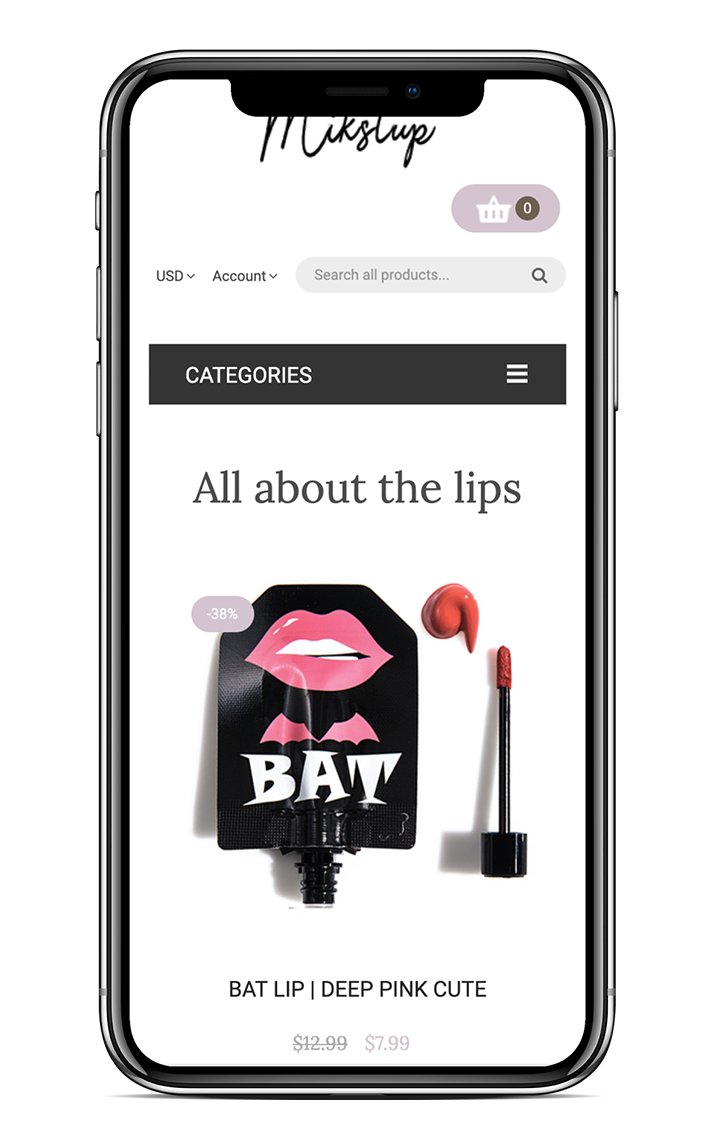 Mikstup
0
USD Account Search all products...
CATEGORIES
All about the lips
-38%
BAT
BAT LIP | DEEP PINK CUTE
$12.99 $7.99